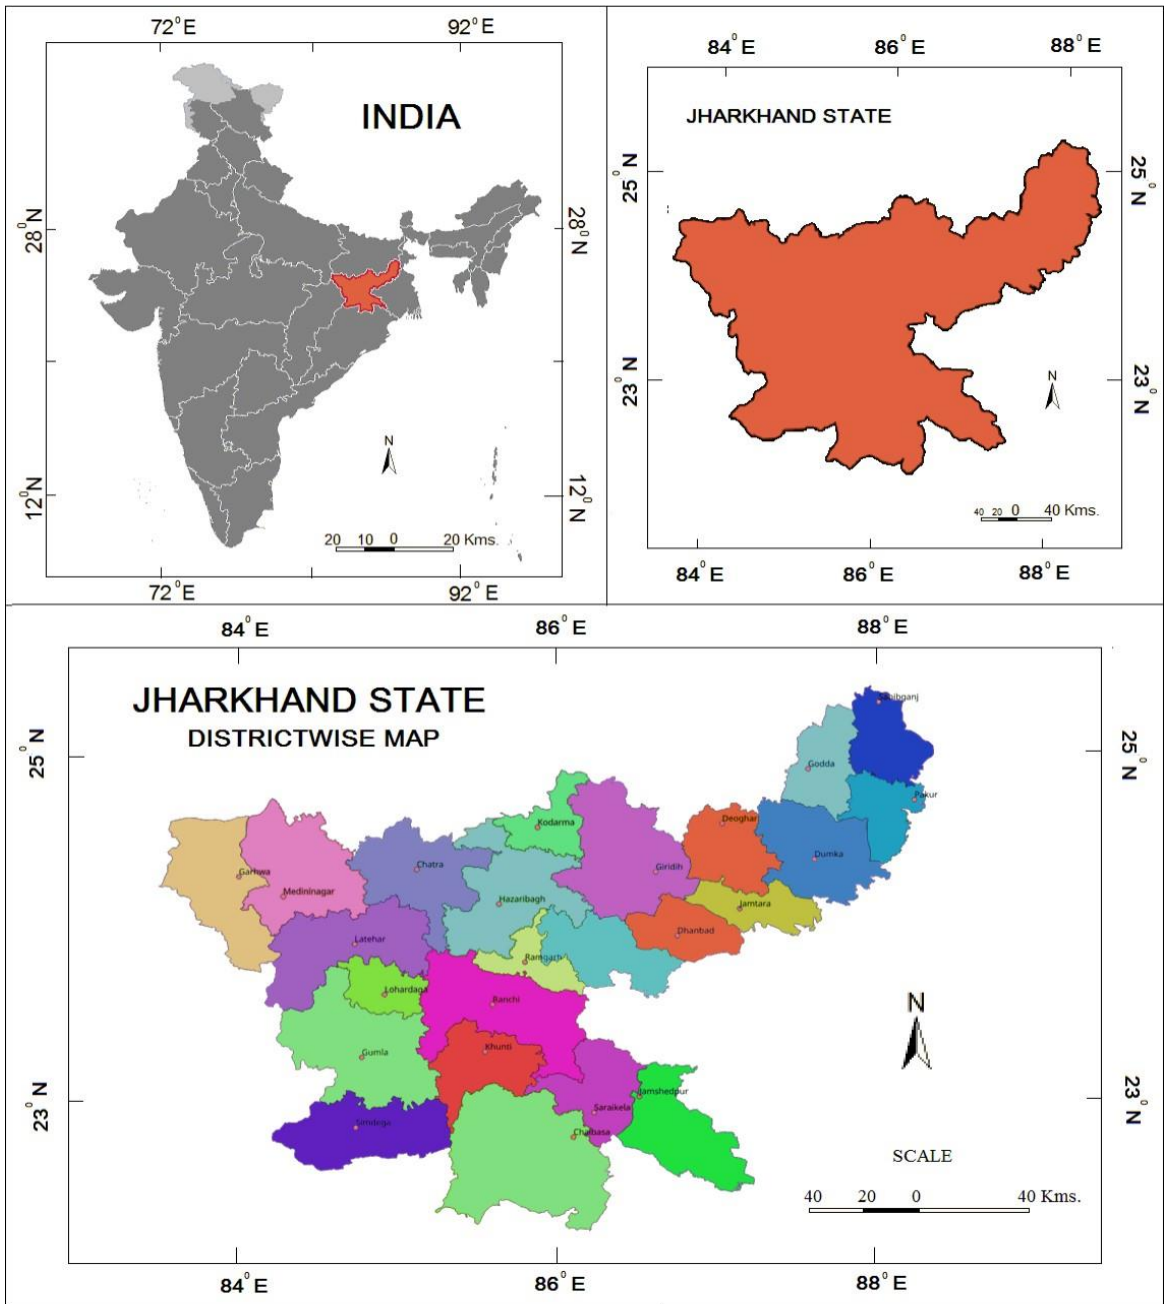 72°E 92°E
INDIA
28°N 28°N
12°N 12°N
N
20 10 0 20 Kms.
72°E 92°E
84°E 86°E 88°E
JHARKHAND STATE
25°N 25°N
23°N 23°N
N
40 20 0 40 Kms.
84°E 86°E 88°E
84°E 86°E 88°E
JHARKHAND STATE
DISTRICTWISE MAP
25°N 25°N
Sahibganj
Godda
Pakur
Deoghar
Kodarma
Dumka
Chatra
Giridih
Garhwa
Medininagar
Hazaribagh
Jamtara
Dhanbad
Latehar
Ramgarh
Lohardaga
Ranchi
Gumla
Khunti
Jamshedpur
Saraikela
Simdega
Chaibasa
23°N 23°N
N
SCALE
40 20 0 40 Kms.
84°E 86°E 88°E